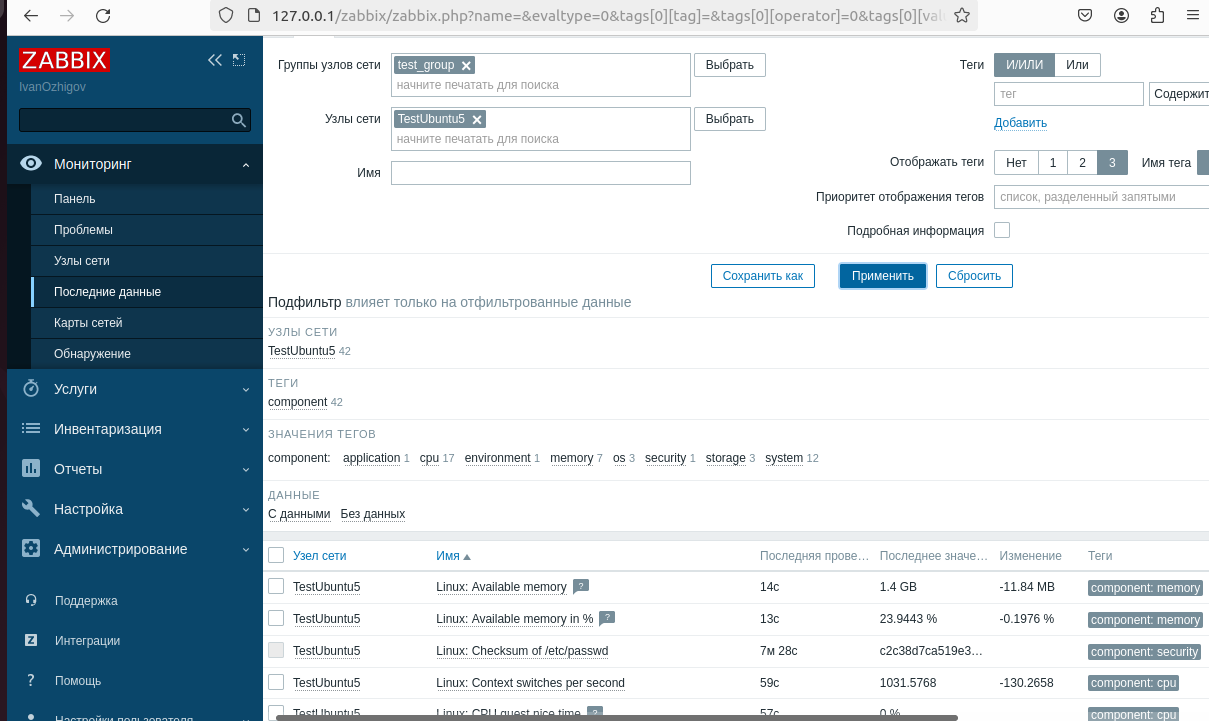 127.0.0.1/zabbix/zabbix.php?name=&evaltype=0&tags[0][tag]=&tags[0][operator]=0&tags[0][val
ZABBIX
IvanOzhigov
Мониторинг
Панель
Проблемы
Узлы сети
Последние данные
Карты сетей
Обнаружение
Услуги
Инвентаризация
Отчеты
Настройка
Администрирование
Поддержка
Интеграции
Помощь
Настройки пользователя
Группы узлов сети test_group Выбрать
начните печатать для поиска
Узлы сети TestUbuntu5 Выбрать
начните печатать для поиска
Имя
Теги И/ИЛИ Или
тег Содержит
Добавить
Отображать теги Нет 1 2 3 Имя тега
Приоритет отображения тегов список, разделенный запятыми
Подробная информация
Сохранить как Применить Сбросить
Подфильтр влияет только на отфильтрованные данные
УЗЛЫ СЕТИ
TestUbuntu5 42
ТЕГИ
component 42
ЗНАЧЕНИЯ ТЕГОВ
component: application 1 cpu 17 environment 1 memory 7 os 3 security 1 storage 3 system 12
ДАННЫЕ
С данными Без данных
Узел сети Имя Последняя прове… Последнее значе… Изменение Теги
TestUbuntu5 Linux: Available memory ? 14с 1.4 GB -11.84 MB component: memory
TestUbuntu5 Linux: Available memory in % ? 13с 23.9443 % -0.1976 % component: memory
TestUbuntu5 Linux: Checksum of /etc/passwd 7м 28с c2c38d7ca519e3… component: security
TestUbuntu5 Linux: Context switches per second 59с 1031.5768 -130.2658 component: cpu
TestUbuntu5 Linux: CPU guest nice time ? 57с 0 % component: cpu